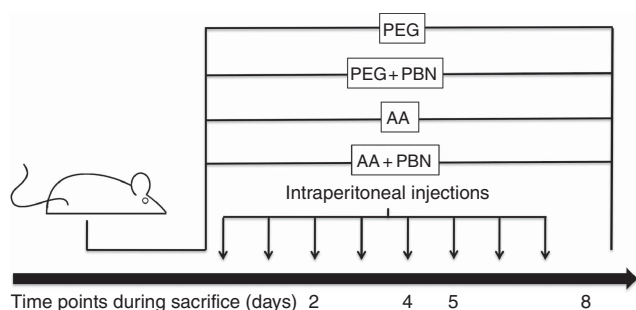 PEG
PEG + PBN
AA
AA + PBN
Intraperitoneal injections
Time points during sacrifice (days) 2 4 5 8